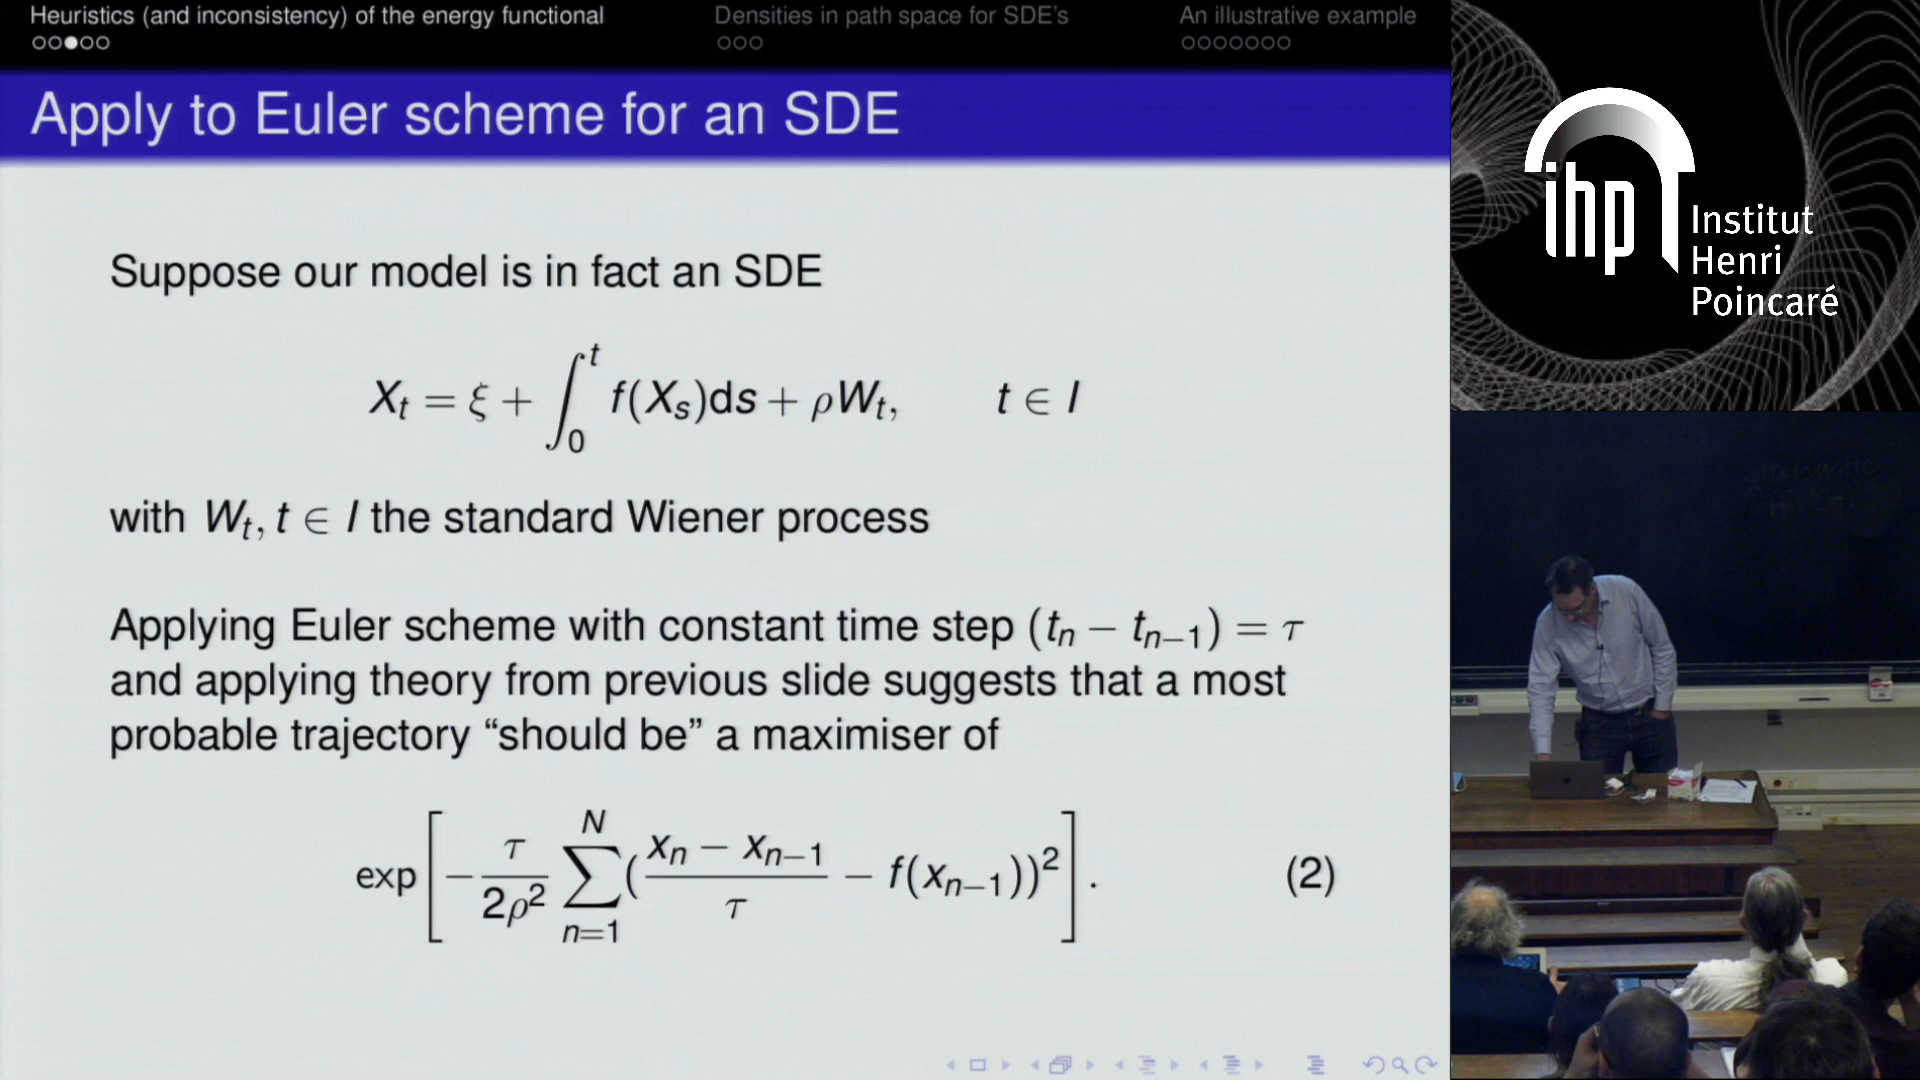 Heuristics (and inconsistency) of the energy functional
Densities in path space for SDE's
An illustrative example
Apply to Euler scheme for an SDE
Suppose our model is in fact an SDE
X_t = ξ + ∫_0^t f(X_s)ds + ρW_t, t ∈ I
with W_t, t ∈ I the standard Wiener process
Applying Euler scheme with constant time step (t_n − t_{n−1}) = τ
and applying theory from previous slide suggests that a most
probable trajectory “should be” a maximiser of
exp[−τ/2ρ² ∑_{n=1}^N (x_n − x_{n−1}/τ − f(x_{n−1}))²]. (2)
ihp
Institut
Henri
Poincaré
stochastic